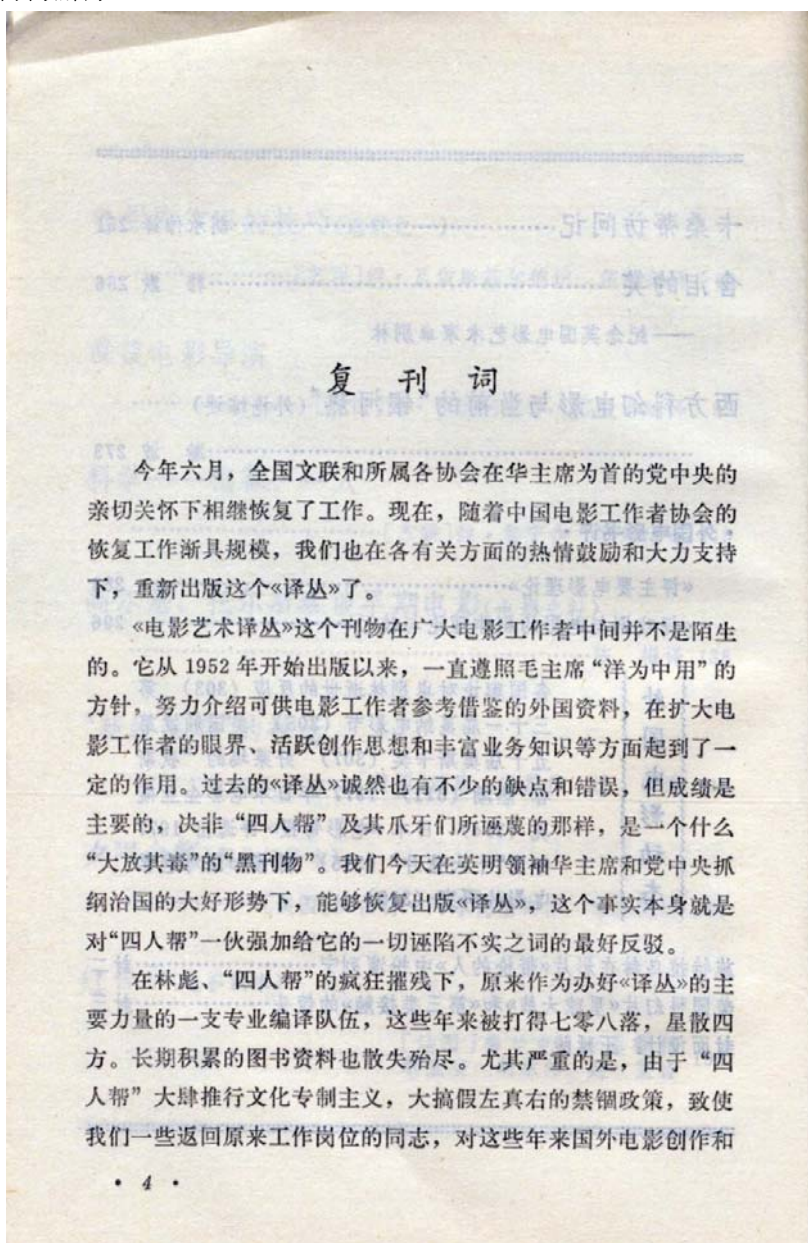 复刊词
今年六月，全国文联和所属各协会在华主席为首的党中央的
亲切关怀下相继恢复了工作。现在，随着中国电影工作者协会的
恢复工作渐具规模，我们也在各有关方面的热情鼓励和大力支持
下，重新出版这个《译丛》了。
《电影艺术译丛》这个刊物在广大电影工作者中间并不是陌生
的。它从 1952 年开始出版以来，一直遵照毛主席“洋为中用”的
方针，努力介绍可供电影工作者参考借鉴的外国资料，在扩大电
影工作者的眼界、活跃创作思想和丰富业务知识等方面起到了一
定的作用。过去的《译丛》诚然也有不少的缺点和错误，但成绩是
主要的，决非“四人帮”及其爪牙们所诬蔑的那样，是一个什么
“大放其毒”的“黑刊物”。我们今天在英明领袖华主席和党中央抓
纲治国的大好形势下，能够恢复出版《译丛》，这个事实本身就是
对“四人帮”一伙强加给它的一切诬陷不实之词的最好反驳。
在林彪、“四人帮”的疯狂摧残下，原来作为办好《译丛》的主
要力量的一支专业编译队伍，这些年来被打得七零八落，星散四
方。长期积累的图书资料也散失殆尽。尤其严重的是，由于“四
人帮”大肆推行文化专制主义，大搞假左真右的禁锢政策，致使
我们一些返回原来工作岗位的同志，对这些年来国外电影创作和
· 4 ·